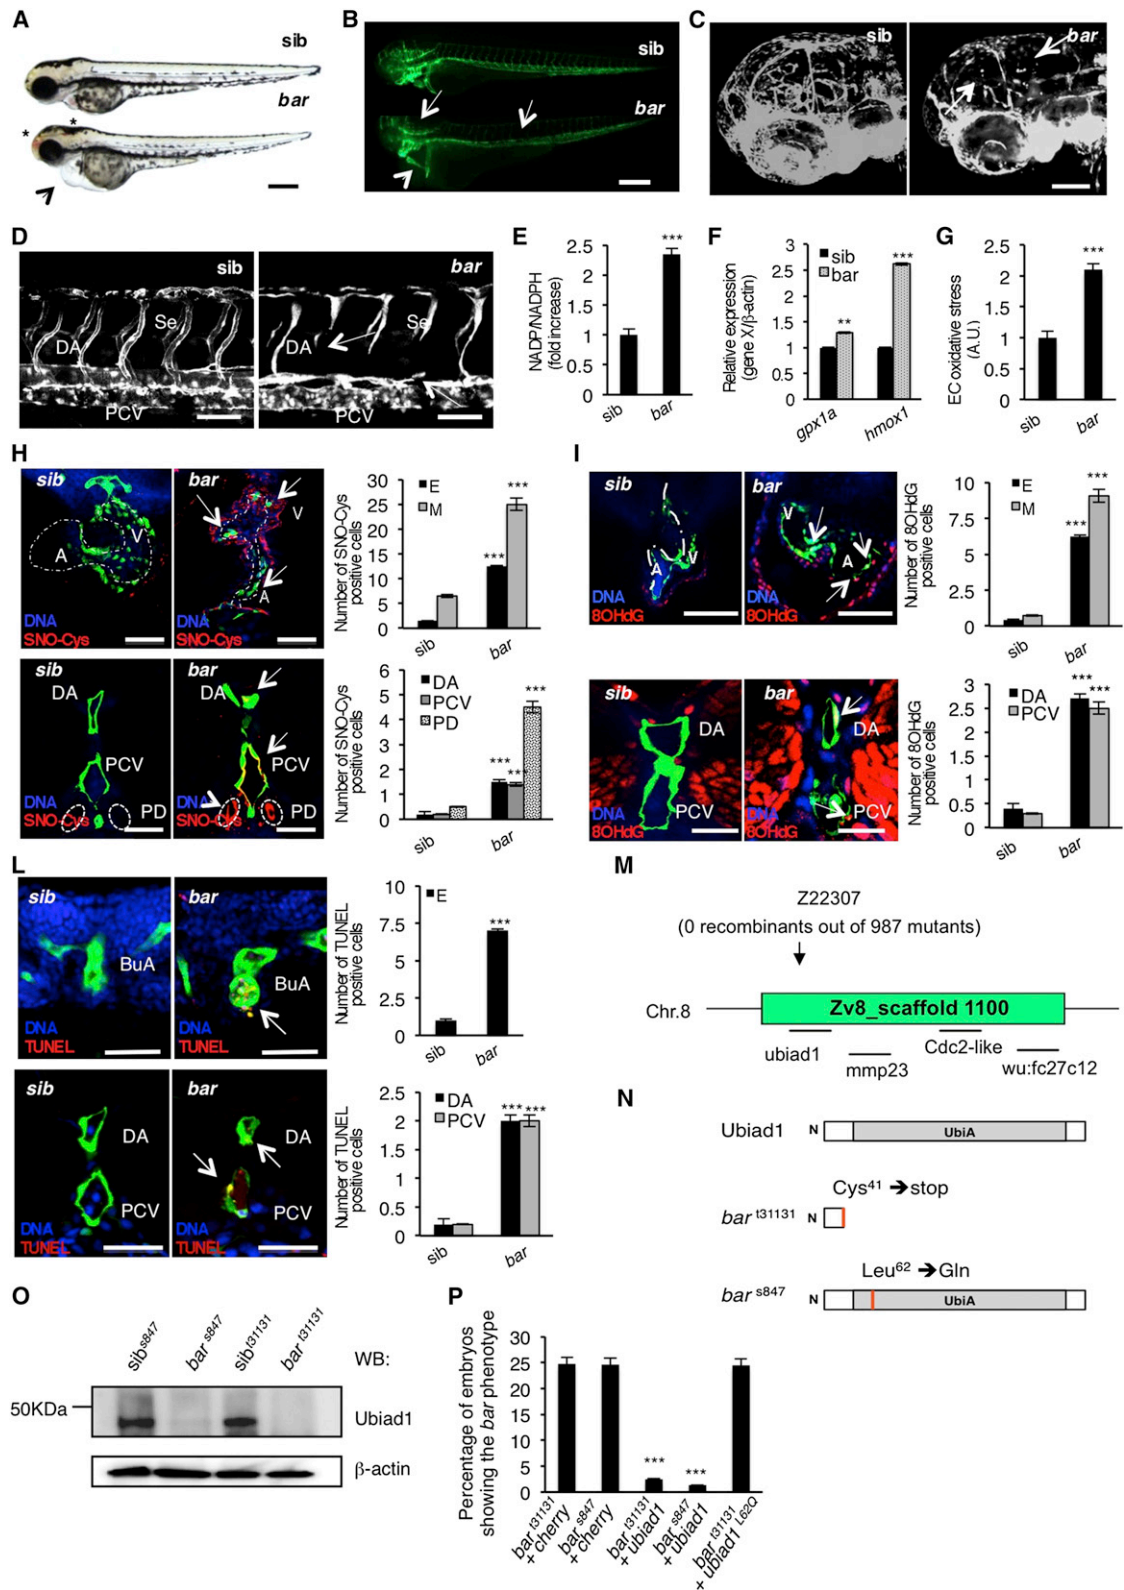 A
sib
bar
*
*
B
sib
bar
C
sib
bar
D
sib
Se
DA
PCV
bar
Se
DA
PCV
E
NADP/NADPH
(fold increase)
2.5
2
1.5
1
0.5
0
***
sib
bar
F
Relative expression
(gene X/β-actin)
3
2.5
2
1.5
1
0.5
0
sib
bar
**
***
gpx1a
hmox1
G
EC oxidative stress
(A.U.)
2.5
2
1.5
1
0.5
0
***
sib
bar
H
sib
A
V
DNA
SNO-Cys
bar
V
A
DNA
SNO-Cys
Number of SNO-Cys
positive cells
30
25
20
15
10
5
0
E
M
***
***
sib
bar
sib
DA
PCV
PD
DNA
SNO-Cys
bar
DA
PCV
PD
DNA
SNO-Cys
Number of SNO-Cys
positive cells
6
5
4
3
2
1
0
DA
PCV
PD
***
***
***
sib
bar
I
sib
A
V
DNA
8OHdG
bar
V
A
DNA
8OHdG
Number of 8OHdG
positive cells
10
7.5
5
2.5
0
E
M
***
***
sib
bar
sib
DA
PCV
DNA
8OHdG
bar
DA
PCV
DNA
8OHdG
Number of 8OHdG
positive cells
3
2.5
2
1.5
1
0.5
0
DA
PCV
***
***
sib
bar
L
sib
BuA
DNA
TUNEL
bar
BuA
DNA
TUNEL
Number of TUNEL
positive cells
10
7.5
5
2.5
0
E
***
sib
bar
sib
DA
PCV
DNA
TUNEL
bar
DA
PCV
DNA
TUNEL
Number of TUNEL
positive cells
2.5
2
1.5
1
0.5
0
DA
PCV
*** ***
sib
bar
M
Z22307
(0 recombinants out of 987 mutants)
Chr.8
Zv8_scaffold 1100
ubiad1
mmp23
Cdc2-like
wu:fc27c12
N
Ubiad1 N UbiA
Cys41 ➔stop
bar t31131 N
Leu62 ➔Gln
bar s847 N UbiA
O
sib s847
bar s847
sib t31131
bar t31131
WB:
50KDa
Ubiad1
β-actin
P
Percentage of embryos
showing the bar phenotype
30
25
20
15
10
5
0
***
***
bar t31131
+ cherry
bar s847
+ cherry
bar t31131
+ ubiad1
bar s847
+ ubiad1
bar t31131
+ ubiad1 L62Q